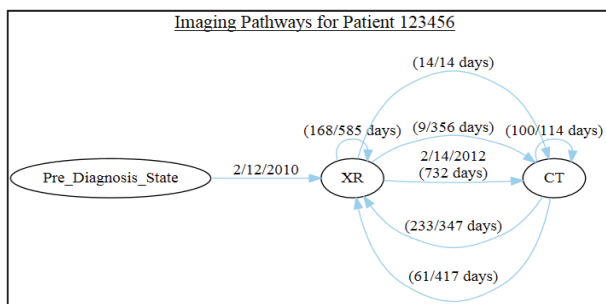 Imaging Pathways for Patient 123456
(14/14 days)
(168/585 days)
(9/356 days)
(100/114 days)
2/12/2010
2/14/2012
(732 days)
Pre_Diagnosis_State
XR
CT
(233/347 days)
(61/417 days)